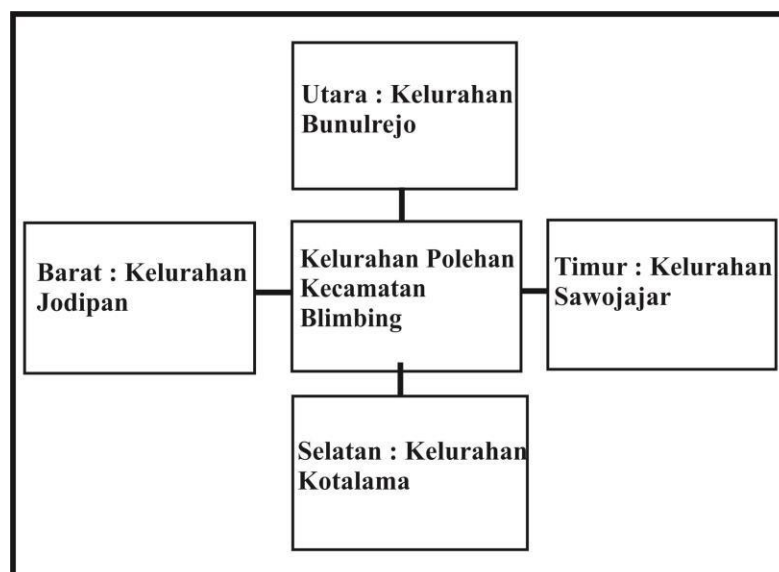 Utara : Kelurahan
Bunulrejo
Barat : Kelurahan
Jodipan
Kelurahan Polehan
Kecamatan
Blimbing
Timur : Kelurahan
Sawojajar
Selatan : Kelurahan
Kotalama